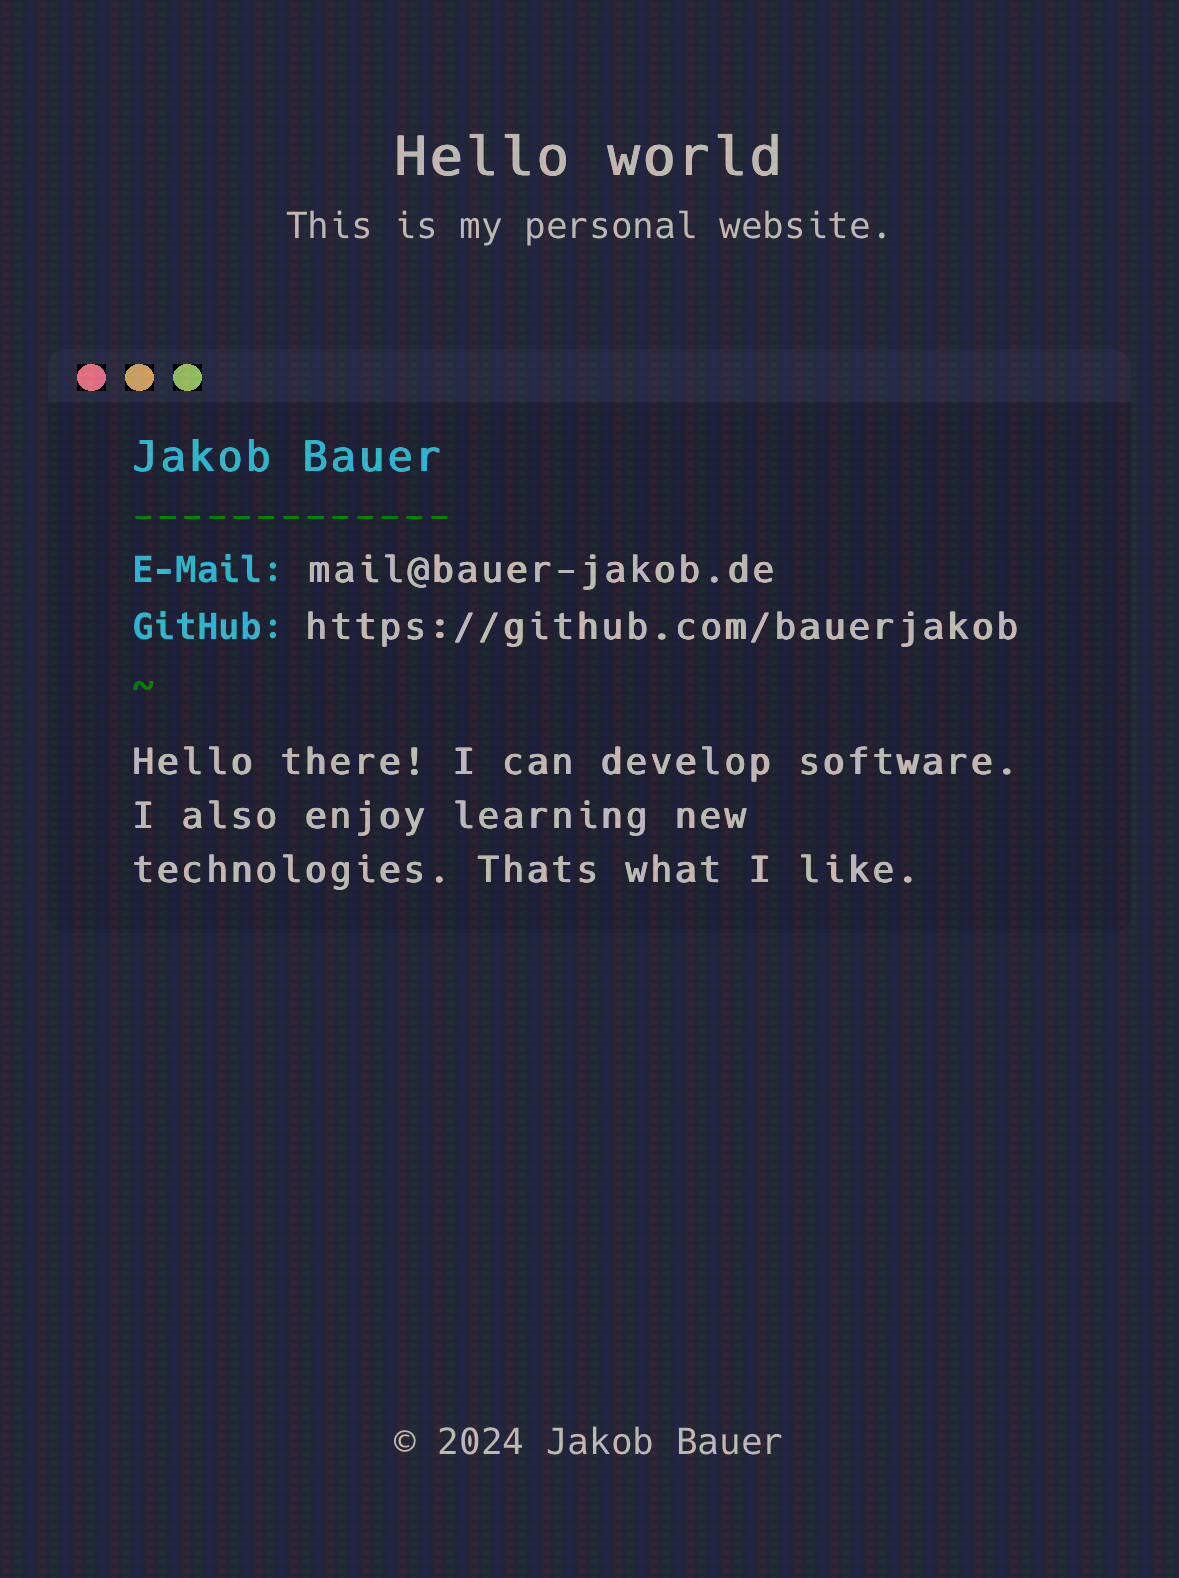 Hello world
This is my personal website.
Jakob Bauer
-------------
E-Mail: mail@bauer-jakob.de
GitHub: https://github.com/bauerjakob
~
Hello there! I can develop software.
I also enjoy learning new
technologies. Thats what I like.
© 2024 Jakob Bauer